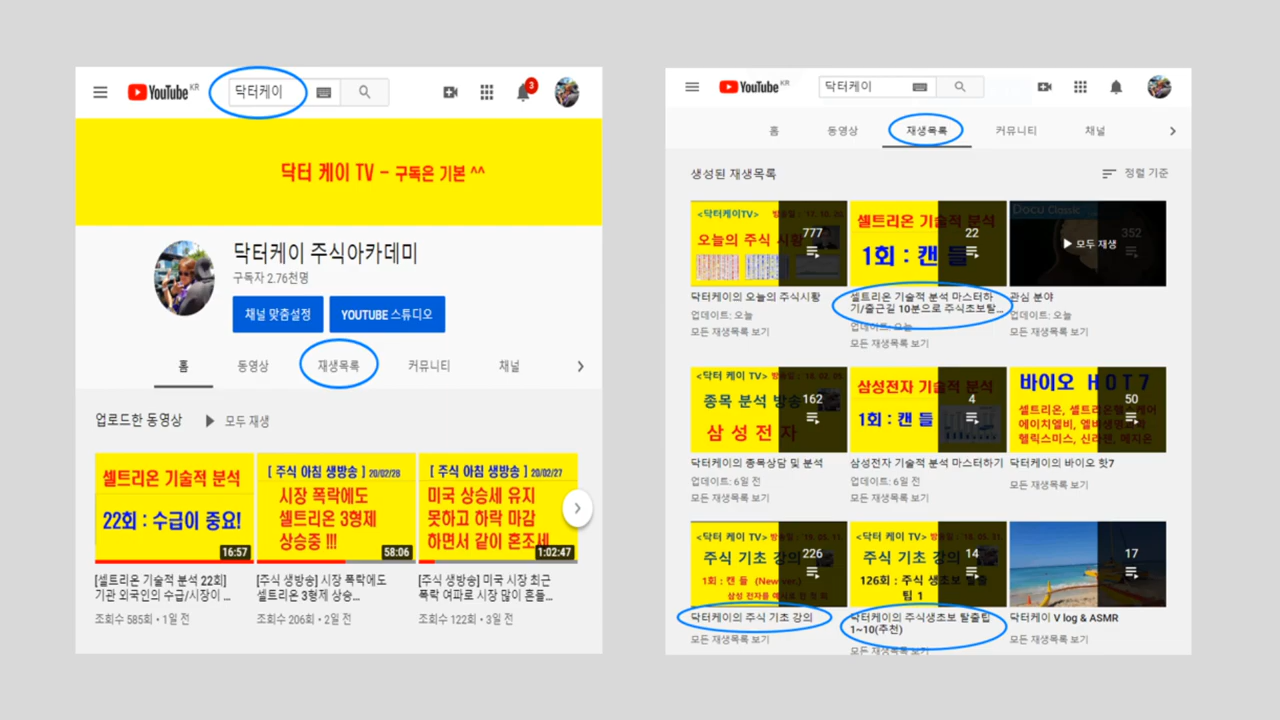 YouTube KR
닥터케이
3
닥터 케이 TV - 구독은 기본 ^^
닥터케이 주식아카데미
구독자 2.76천명
채널 맞춤설정
YOUTUBE 스튜디오
홈 동영상 재생목록 커뮤니티 채널
업로드한 동영상 모두 재생
셀트리온 기술적 분석
22회 : 수급이 중요!
16:57
[셀트리온 기술적 분석 22회]
기관 외국인의 수급/시장이 ...
조회수 585회 • 1일 전
[ 주식 아침 생방송 ] 20/02/28
시장 폭락에도
셀트리온 3형제
상승중 !!!
58:06
[주식 생방송] 시장 폭락에도
셀트리온 3형제 상승...
조회수 206회 • 2일 전
[ 주식 아침 생방송 ] 20/02/27
미국 상승세 유지
못하고 하락 마감
하면서 같이 혼조세
1:02:47
[주식 생방송] 미국 시장 최근
폭락 여파로 시장 많이 혼들...
조회수 122회 • 3일 전
YouTube KR
닥터케이
홈 동영상 재생목록 커뮤니티 채널
생성된 재생목록
정렬 기준
<닥터케이TV> 방송일 : 17. 10. 20.
오늘의 주식 시황
777
닥터케이의 오늘의 주식시황
업데이트: 오늘
모든 재생목록 보기
셀트리온 기술적 분석
1회 : 캔 들
22
셀트리온 기술적 분석 마스터하
기/출근길 10분으로 주식초보탈...
업데이트: 오늘
모든 재생목록 보기
Docu Classic
352
모두 재생
관심 분야
업데이트: 오늘
모든 재생목록 보기
<닥터 케이 TV>
종목 분석 방송
삼 성 전 자
162
닥터케이의 종목상담 및 분석
업데이트: 6일 전
모든 재생목록 보기
삼성전자 기술적 분석
1회 : 캔 들
4
삼성전자 기술적 분석 마스터하기
업데이트: 6일 전
모든 재생목록 보기
바이오 HOT7
셀트리온, 셀트리온헬스케어
에이치엘비, 엘비생명과학
헬릭스미스, 신라젠, 메지온
50
닥터케이의 바이오 핫7
모든 재생목록 보기
<닥터 케이 TV>
주식 기초 강의
1회 : 캔 들 (New ver.)
226
닥터케이의 주식 기초 강의
모든 재생목록 보기
<닥터 케이 TV>
주식 기초 강의
126회 : 주식 생초보 탈출
팁 1
14
닥터케이의 주식생초보 탈출팁
1~10(추천)
모든 재생목록 보기
17
닥터케이 V log & ASMR
모든 재생목록 보기